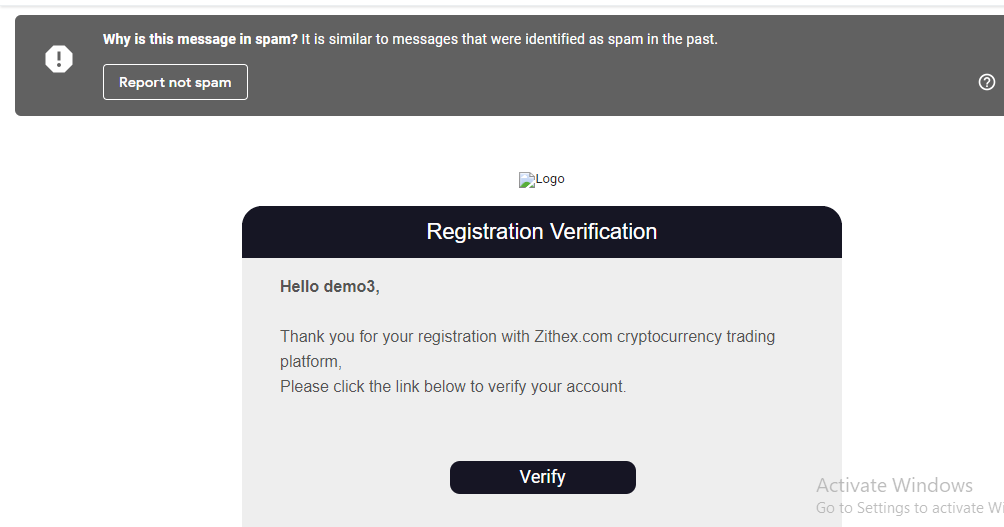 Why is this message in spam? It is similar to messages that were identified as spam in the past.
Report not spam
Logo
Registration Verification
Hello demo3,
Thank you for your registration with Zithex.com cryptocurrency trading
platform,
Please click the link below to verify your account.
Verify
Activate Windows
Go to Settings to activate